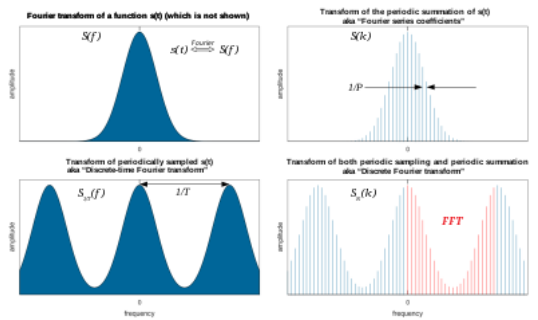 Fourier transform of a function s(t) (which is not shown)
S(f)
s(t) Fourier ⟺ S(f)
amplitude
0
Transform of the periodic summation of s(t)
aka "Fourier series coefficients"
S(k)
1/P
amplitude
0
Transform of periodically sampled s(t)
aka "Discrete-time Fourier transform"
S1/T(f)
1/T
amplitude
0
frequency
Transform of both periodic sampling and periodic summation
aka "Discrete Fourier transform"
SN(k)
FFT
amplitude
0
frequency